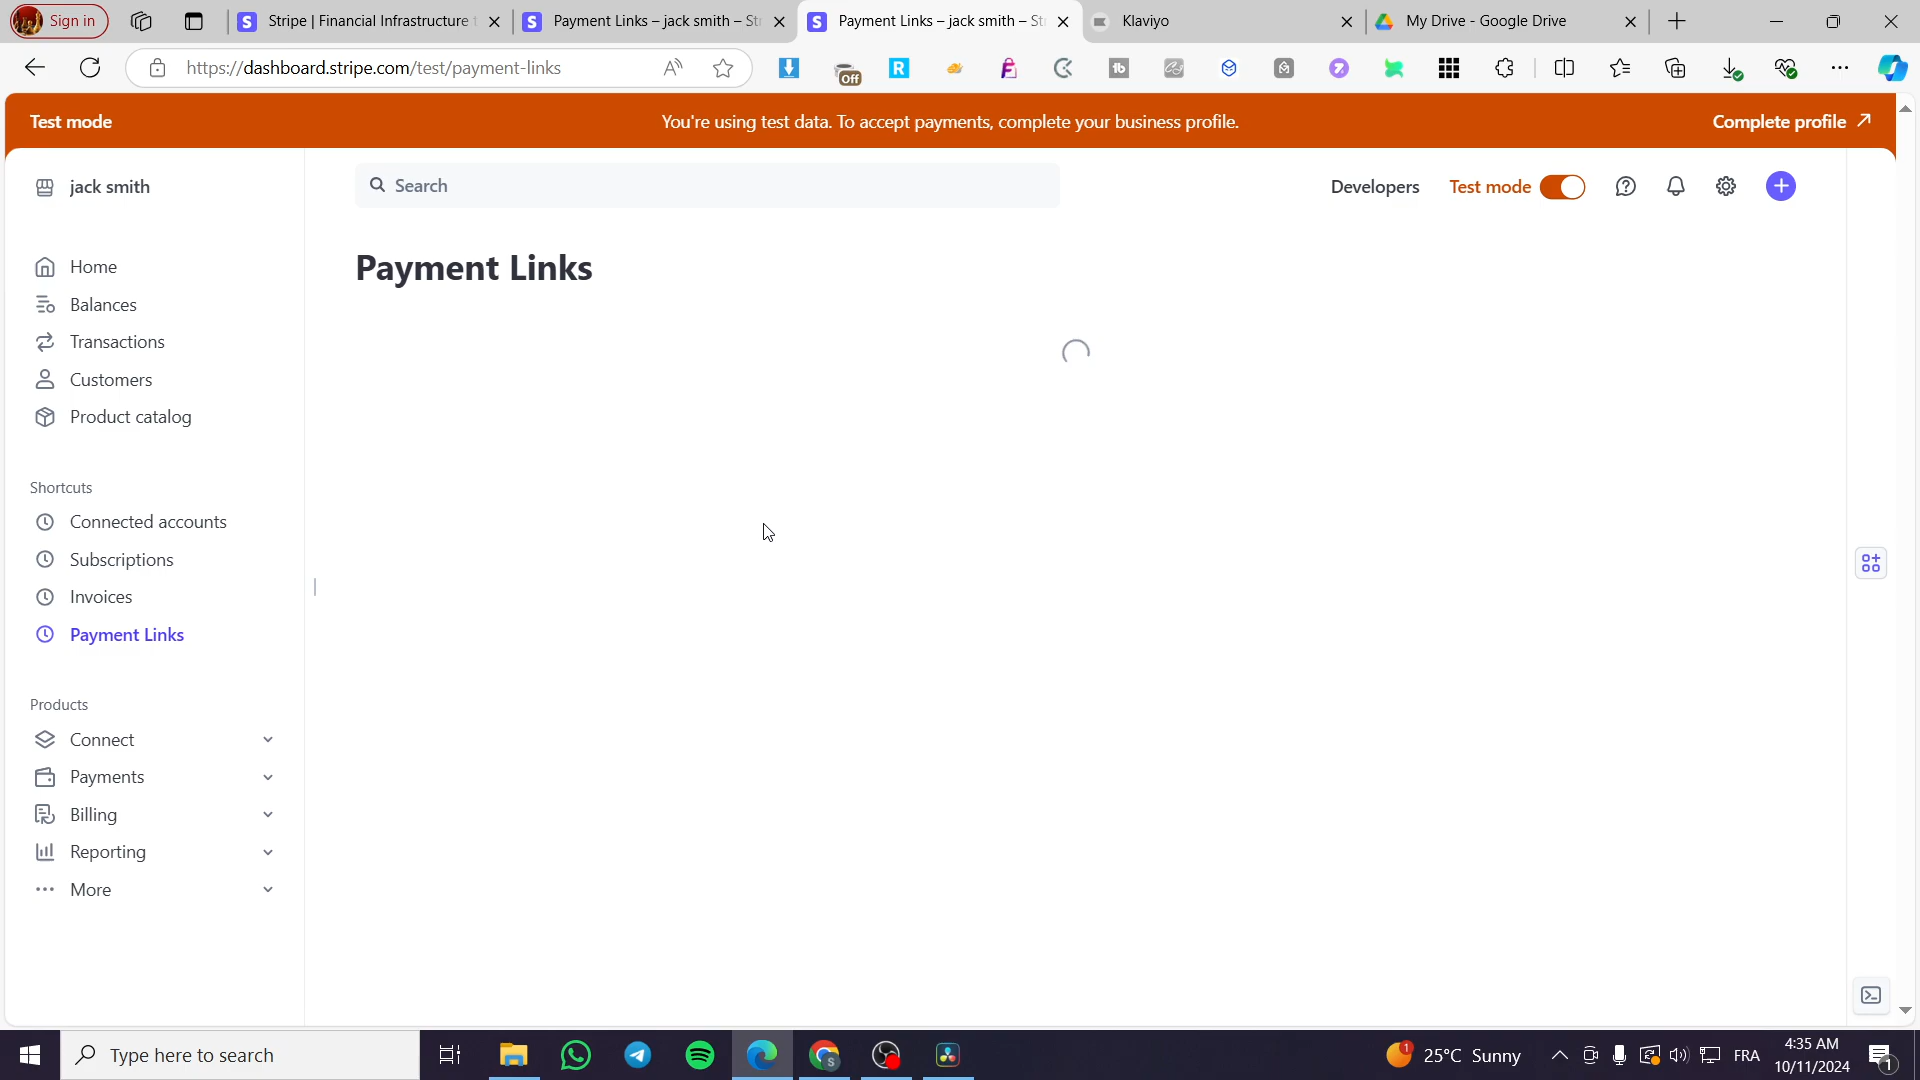 Sign in
Stripe | Financial Infrastructure t
Payment Links – jack smith – St
Payment Links – jack smith – St
Klaviyo
My Drive - Google Drive
https://dashboard.stripe.com/test/payment-links
Off
Test mode
You're using test data. To accept payments, complete your business profile.
Complete profile
jack smith
Search
Developers
Test mode
Home
Balances
Transactions
Customers
Product catalog
Payment Links
Shortcuts
Connected accounts
Subscriptions
Invoices
Payment Links
Products
Connect
Payments
Billing
Reporting
More
Type here to search
1
25°C Sunny
FRA
4:35 AM
10/11/2024
1